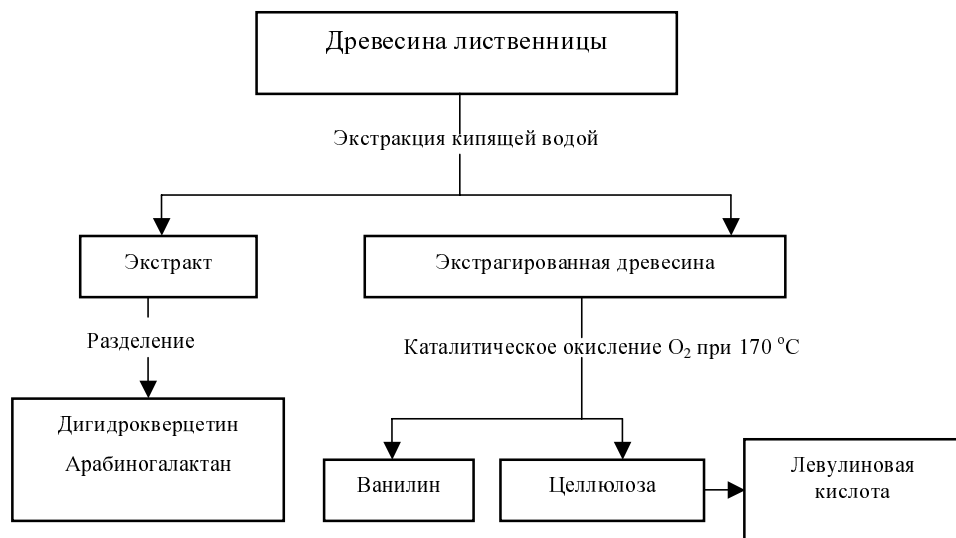 Древесина лиственницы
Экстракция кипящей водой
Экстракт
Экстрагированная древесина
Разделение
Каталитическое окисление O₂ при 170 °C
Дигидрокверцетин
Арабиногалактан
Ванилин
Целлюлоза
Левулиновая
кислота